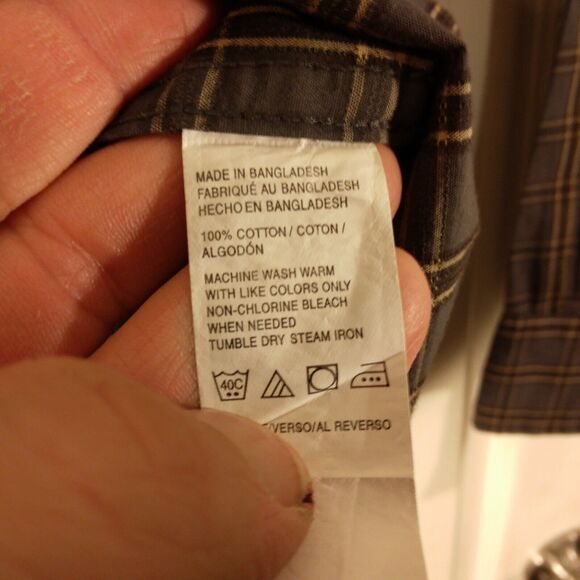 MADE IN BANGLADESH
FABRIQUÉ AU BANGLADESH
HECHO EN BANGLADESH
100% COTTON / COTON /
ALGODÓN
MACHINE WASH WARM
WITH LIKE COLORS ONLY
NON-CHLORINE BLEACH
WHEN NEEDED
TUMBLE DRY STEAM IRON
40C
/VERSO/AL REVERSO